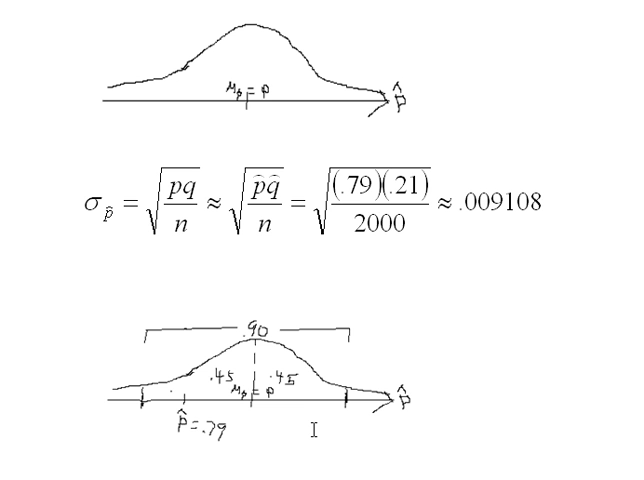 μp = p
p̂
σp̂ = √(pq/n) ≈ √(p̂q̂/n) = √((.79)(.21)/2000) ≈ .009108
.90
.45 .45
μp = p
p̂
p̂ = .79